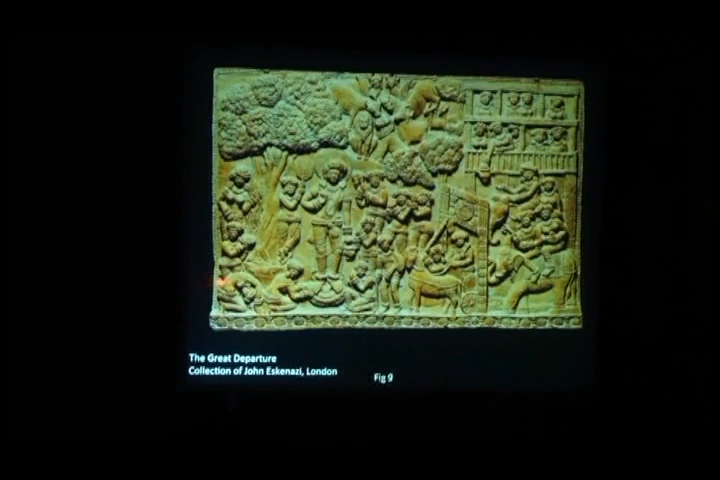 The Great Departure
Collection of John Eskenazi, London
Fig 9